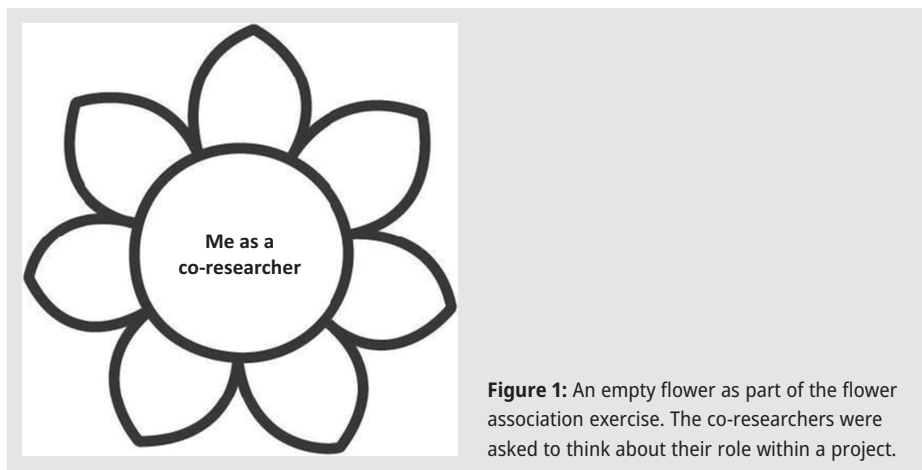 Me as a
co-researcher
Figure 1: An empty flower as part of the flower
association exercise. The co-researchers were
asked to think about their role within a project.